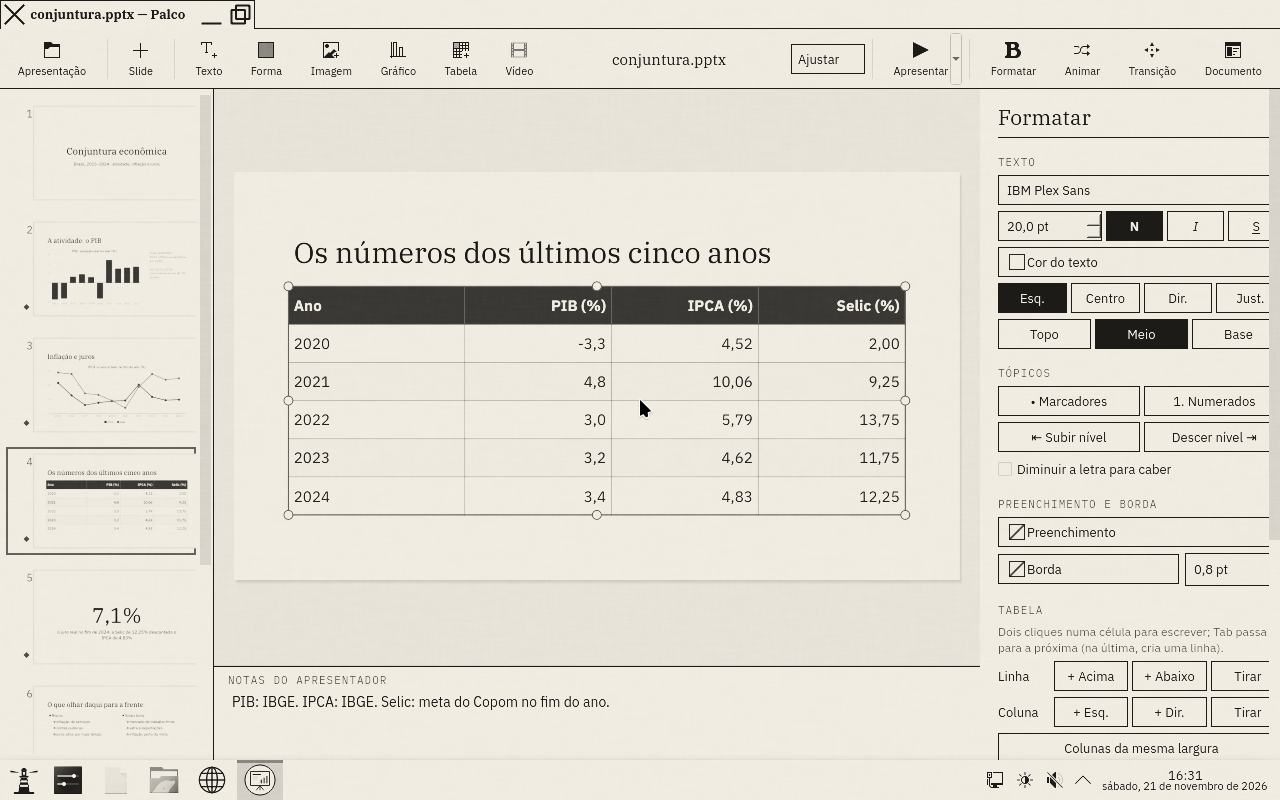 conjuntura.pptx — Palco
Apresentação
Slide
Texto
Forma
Imagem
Gráfico
Tabela
Vídeo
conjuntura.pptx
Ajustar
Apresentar
Formatar
Animar
Transição
Documento
1
Conjuntura econômica
2
A atividade: o PIB
3
Inflação e juros
4
Os números dos últimos cinco anos
Ano PIB (%) IPCA (%) Selic (%)
5
7,1%
6
O que olhar daqui para a frente
Os números dos últimos cinco anos
Ano PIB (%) IPCA (%) Selic (%)
2020 -3,3 4,52 2,00
2021 4,8 10,06 9,25
2022 3,0 5,79 13,75
2023 3,2 4,62 11,75
2024 3,4 4,83 12,25
NOTAS DO APRESENTADOR
PIB: IBGE. IPCA: IBGE. Selic: meta do Copom no fim do ano.
Formatar
TEXTO
IBM Plex Sans
20,0 pt N I S
Cor do texto
Esq. Centro Dir. Just.
Topo Meio Base
TÓPICOS
• Marcadores 1. Numerados
⇤ Subir nível Descer nível ⇥
Diminuir a letra para caber
PREENCHIMENTO E BORDA
Preenchimento
Borda 0,8 pt
TABELA
Dois cliques numa célula para escrever; Tab passa
para a próxima (na última, cria uma linha).
Linha + Acima + Abaixo Tirar
Coluna + Esq. + Dir. Tirar
Colunas da mesma largura
16:31
sábado, 21 de novembro de 2026